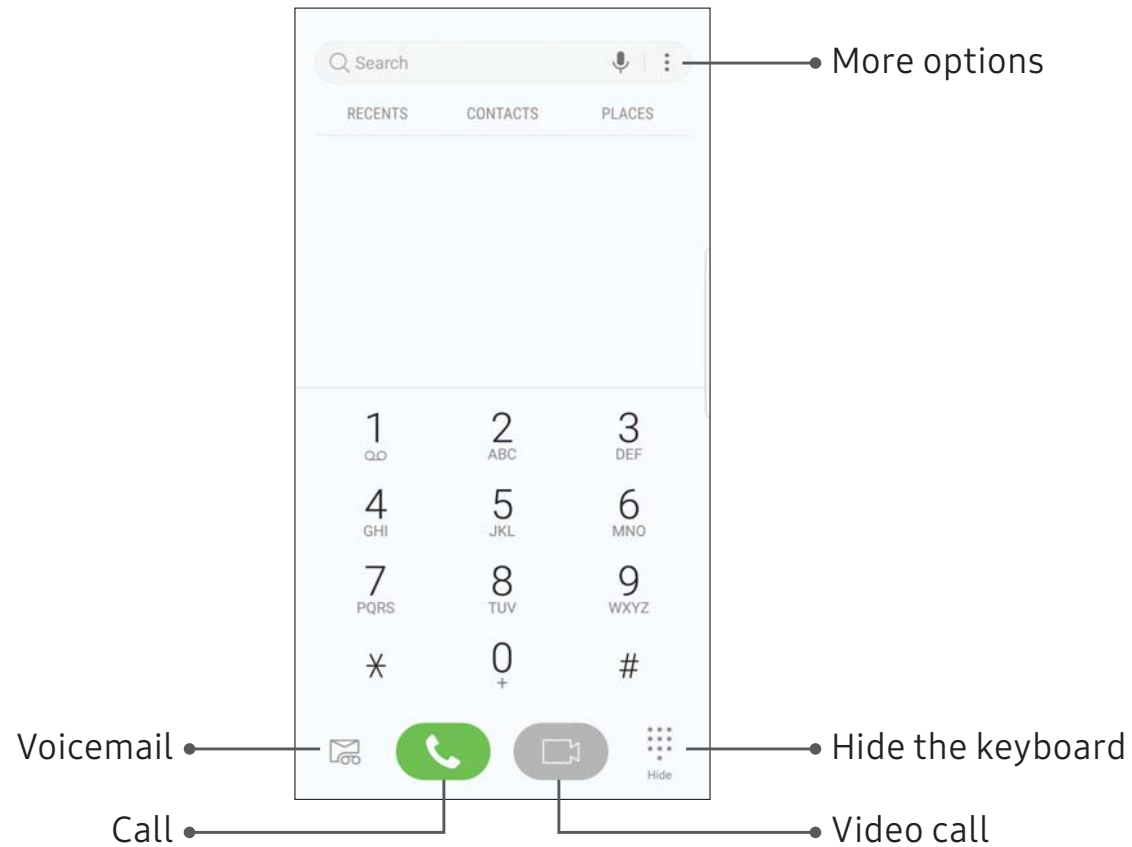 Search
More options
RECENTS CONTACTS PLACES
1 2 3
ABC DEF
4 5 6
GHI JKL MNO
7 8 9
PQRS TUV WXYZ
* 0 #
+
Voicemail
Hide the keyboard
Hide
Call
Video call